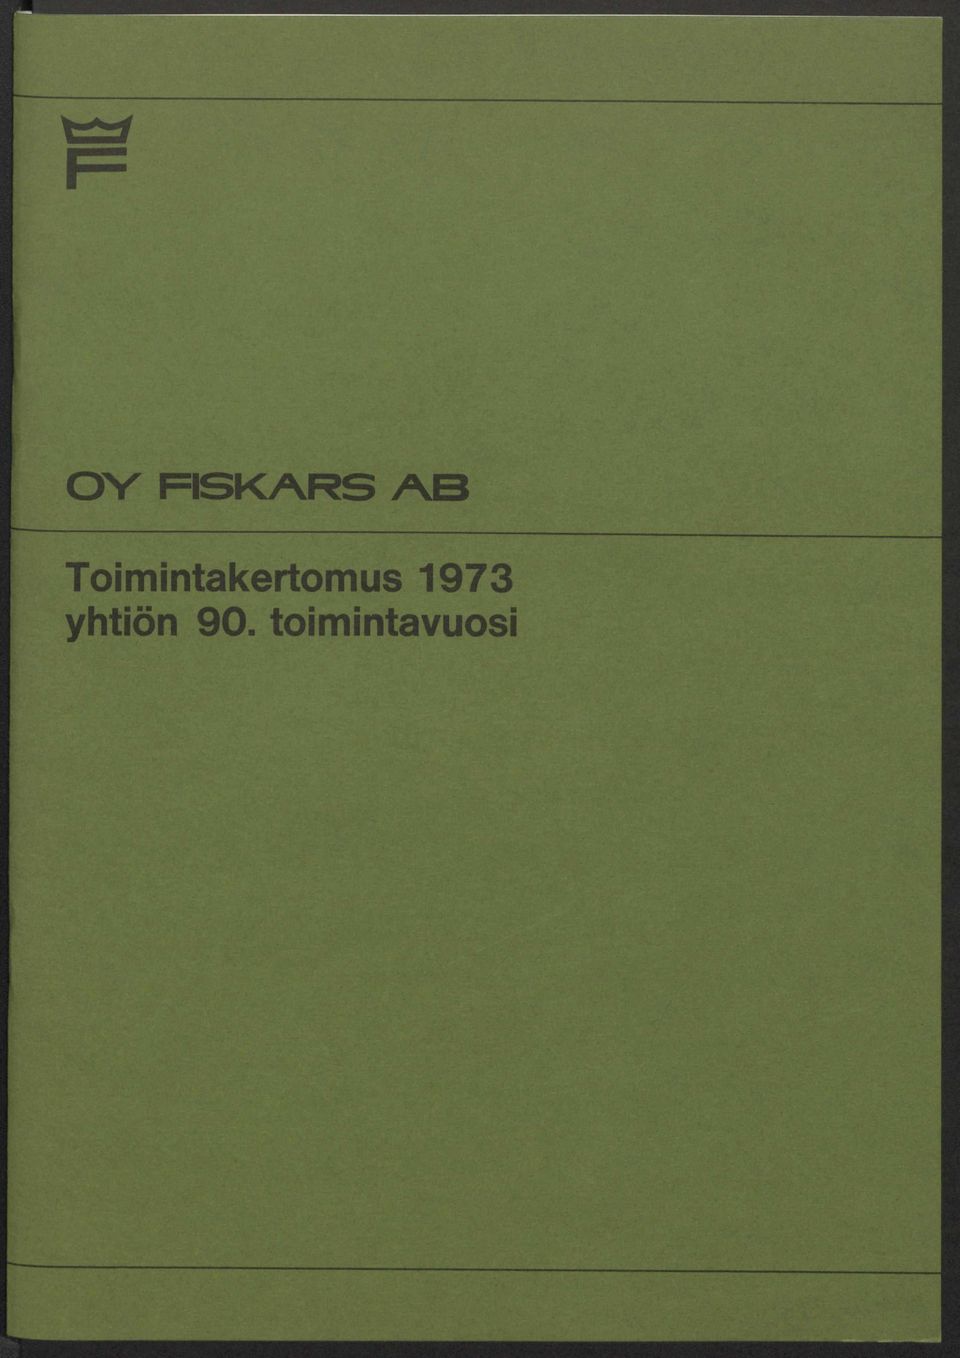 F
OY FISKARS AB
Toimintakertomus 1973
yhtiön 90. toimintavuosi